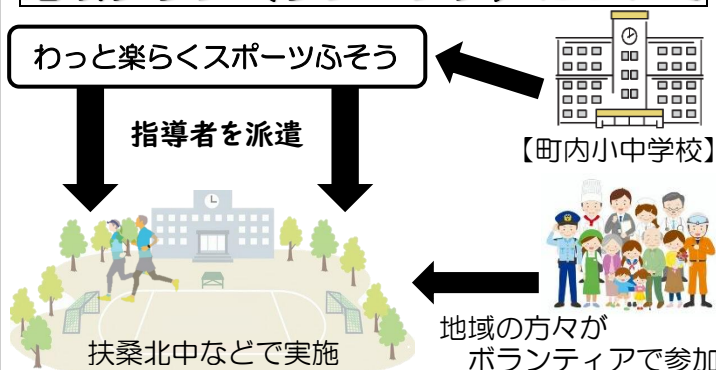 わっと楽らくスポーツふそう
指導者を派遣
【町内小中学校】
扶桑北中などで実施
地域の方々が
ボランティアで参加